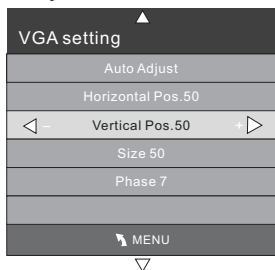 VGA setting
Auto Adjust
Horizontal Pos.50
– Vertical Pos.50 +
Size 50
Phase 7
MENU